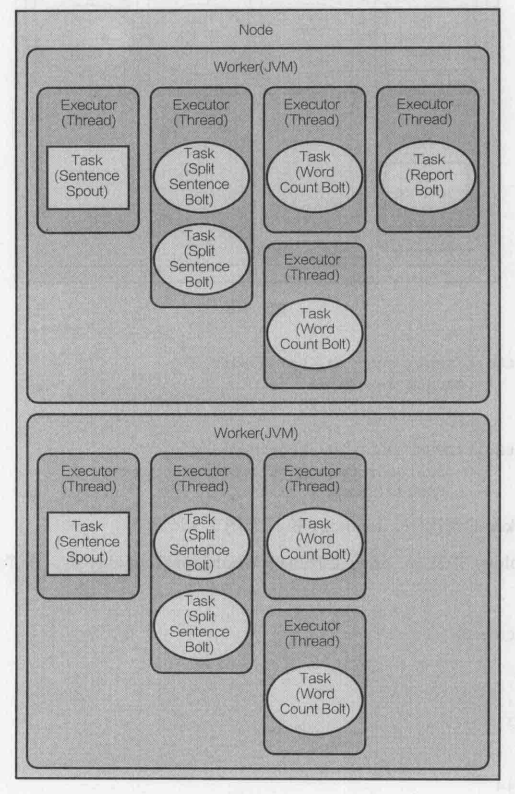 Node
Worker(JVM)
Executor
(Thread)
Task
(Sentence
Spout)
Executor
(Thread)
Task
(Split
Sentence
Bolt)
Task
(Split
Sentence
Bolt)
Executor
(Thread)
Task
(Word
Count Bolt)
Executor
(Thread)
Task
(Word
Count Bolt)
Executor
(Thread)
Task
(Report
Bolt)
Worker(JVM)
Executor
(Thread)
Task
(Sentence
Spout)
Executor
(Thread)
Task
(Split
Sentence
Bolt)
Task
(Split
Sentence
Bolt)
Executor
(Thread)
Task
(Word
Count Bolt)
Executor
(Thread)
Task
(Word
Count Bolt)